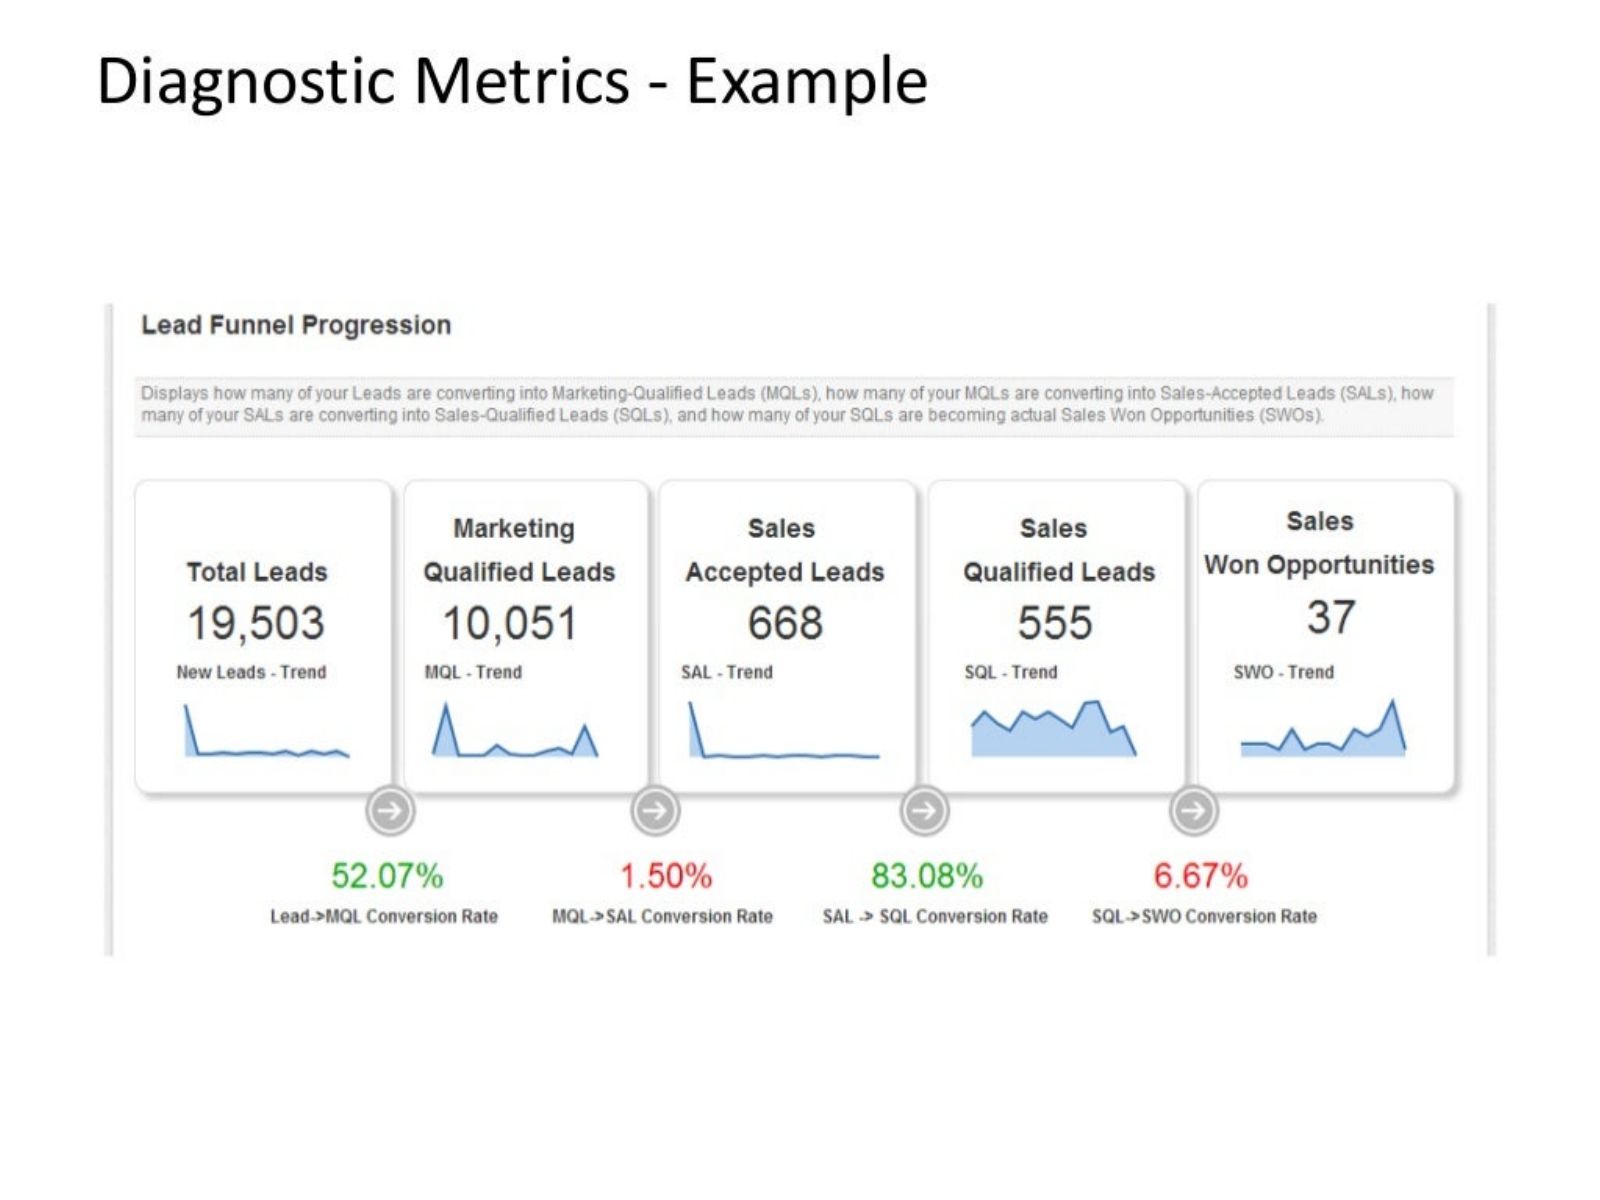 Diagnostic Metrics - Example
Lead Funnel Progression
Displays how many of your Leads are converting into Marketing-Qualified Leads (MQLs), how many of your MQLs are converting into Sales-Accepted Leads (SALs), how
many of your SALs are converting into Sales-Qualified Leads (SQLs), and how many of your SQLs are becoming actual Sales Won Opportunities (SWOs).
Total Leads
19,503
New Leads - Trend
Marketing
Qualified Leads
10,051
MQL - Trend
Sales
Accepted Leads
668
SAL - Trend
Sales
Qualified Leads
555
SQL - Trend
Sales
Won Opportunities
37
SWO - Trend
52.07%
Lead->MQL Conversion Rate
1.50%
MQL->SAL Conversion Rate
83.08%
SAL -> SQL Conversion Rate
6.67%
SQL->SWO Conversion Rate